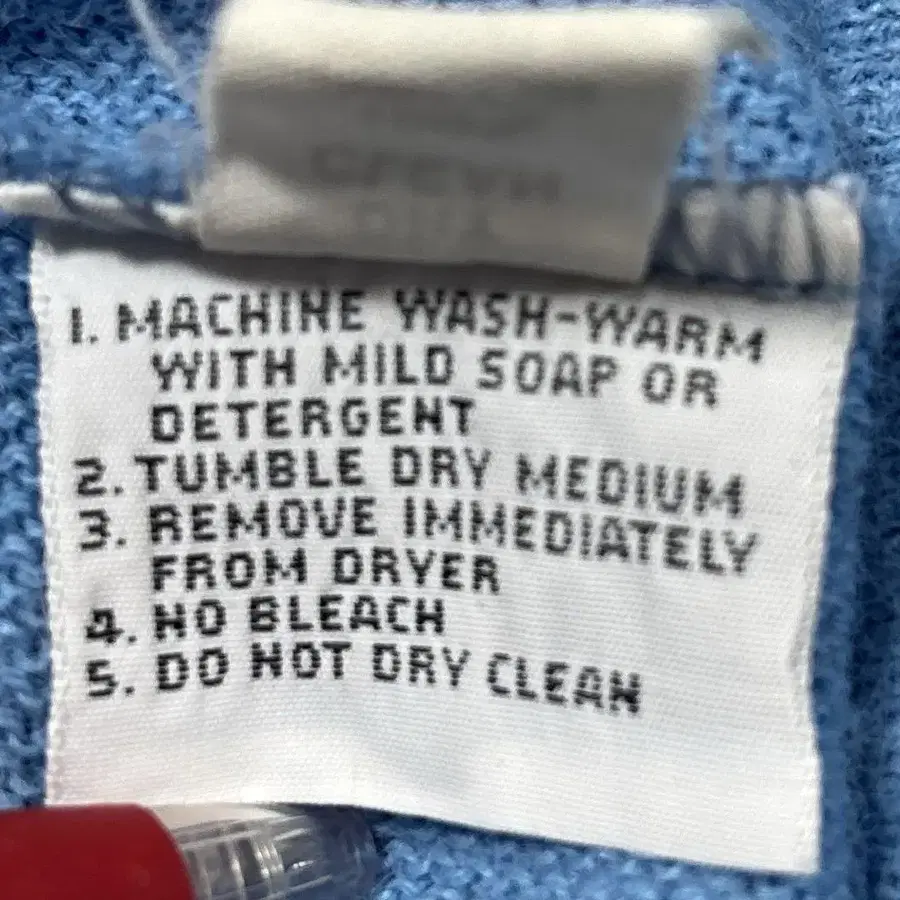 1. MACHINE WASH-WARM
WITH MILD SOAP OR
DETERGENT
2. TUMBLE DRY MEDIUM
3. REMOVE IMMEDIATELY
FROM DRYER
4. NO BLEACH
5. DO NOT DRY CLEAN